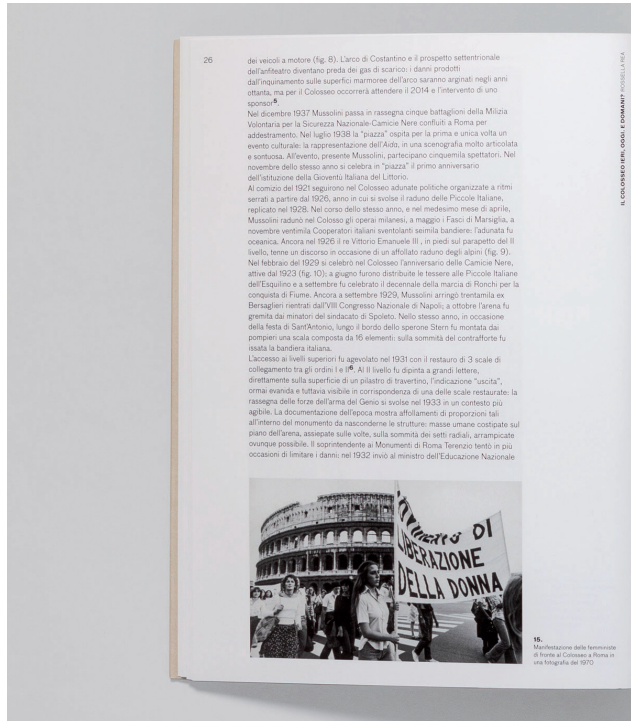 26
dei veicoli a motore (fig. 8). L'arco di Costantino e il prospetto settentrionale
dell'anfiteatro diventano preda dei gas di scarico: i danni prodotti
dall'inquinamento sulle superfici marmoree dell'arco saranno arginati negli anni
ottanta, ma per il Colosseo occorrerà attendere il 2014 e l'intervento di uno
sponsor5.
Nel dicembre 1937 Mussolini passa in rassegna cinque battaglioni della Milizia
Volontaria per la Sicurezza Nazionale-Camicie Nere confluiti a Roma per
addestramento. Nel luglio 1938 la "piazza" ospita per la prima e unica volta un
evento culturale: la rappresentazione dell'Aida, in una scenografia molto articolata
e sontuosa. All'evento, presente Mussolini, partecipano cinquemila spettatori. Nel
novembre dello stesso anno si celebra in "piazza" il primo anniversario
dell'istituzione della Gioventù Italiana del Littorio.
Al comizio del 1921 seguirono nel Colosseo adunate politiche organizzate a ritmi
serrati a partire dal 1926, anno in cui si svolse il raduno delle Piccole Italiane,
replicato nel 1928. Nel corso dello stesso anno, e nel medesimo mese di aprile,
Mussolini radunò nel Colosso gli operai milanesi, a maggio i Fasci di Marsiglia, a
novembre ventimila Cooperatori italiani sventolanti seimila bandiere: l'adunata fu
oceanica. Ancora nel 1926 il re Vittorio Emanuele III , in piedi sul parapetto del II
livello, tenne un discorso in occasione di un affollato raduno degli alpini (fig. 9).
Nel febbraio del 1929 si celebrò nel Colosseo l'anniversario delle Camicie Nere,
attive dal 1923 (fig. 10); a giugno furono distribuite le tessere alle Piccole Italiane
dell'Esquilino e a settembre fu celebrato il decennale della marcia di Ronchi per la
conquista di Fiume. Ancora a settembre 1929, Mussolini arringò trentamila ex
Bersaglieri rientrati dall'VIII Congresso Nazionale di Napoli; a ottobre l'arena fu
gremita dai minatori del sindacato di Spoleto. Nello stesso anno, in occasione
della festa di Sant'Antonio, lungo il bordo dello sperone Stern fu montata dai
pompieri una scala composta da 16 elementi: sulla sommità del contrafforte fu
issata la bandiera italiana.
L'accesso ai livelli superiori fu agevolato nel 1931 con il restauro di 3 scale di
collegamento tra gli ordini I e II6. Al II livello fu dipinta a grandi lettere,
direttamente sulla superficie di un pilastro di travertino, l'indicazione "uscita",
ormai evanida e tuttavia visibile in corrispondenza di una delle scale restaurate: la
rassegna delle forze dell'arma del Genio si svolse nel 1933 in un contesto più
agibile. La documentazione dell'epoca mostra affollamenti di proporzioni tali
all'interno del monumento da nasconderne le strutture: masse umane costipate sul
piano dell'arena, assiepate sulle volte, sulla sommità dei setti radiali, arrampicate
ovunque possibile. Il soprintendente ai Monumenti di Roma Terenzio tentò in più
occasioni di limitare i danni: nel 1932 inviò al ministro dell'Educazione Nazionale
IL COLOSSEO IERI, OGGI. E DOMANI? ROSSELLA REA
DI
LIBERAZIONE
DELLA DONNA
15.
Manifestazione delle femministe
di fronte al Colosseo a Roma in
una fotografia del 1970